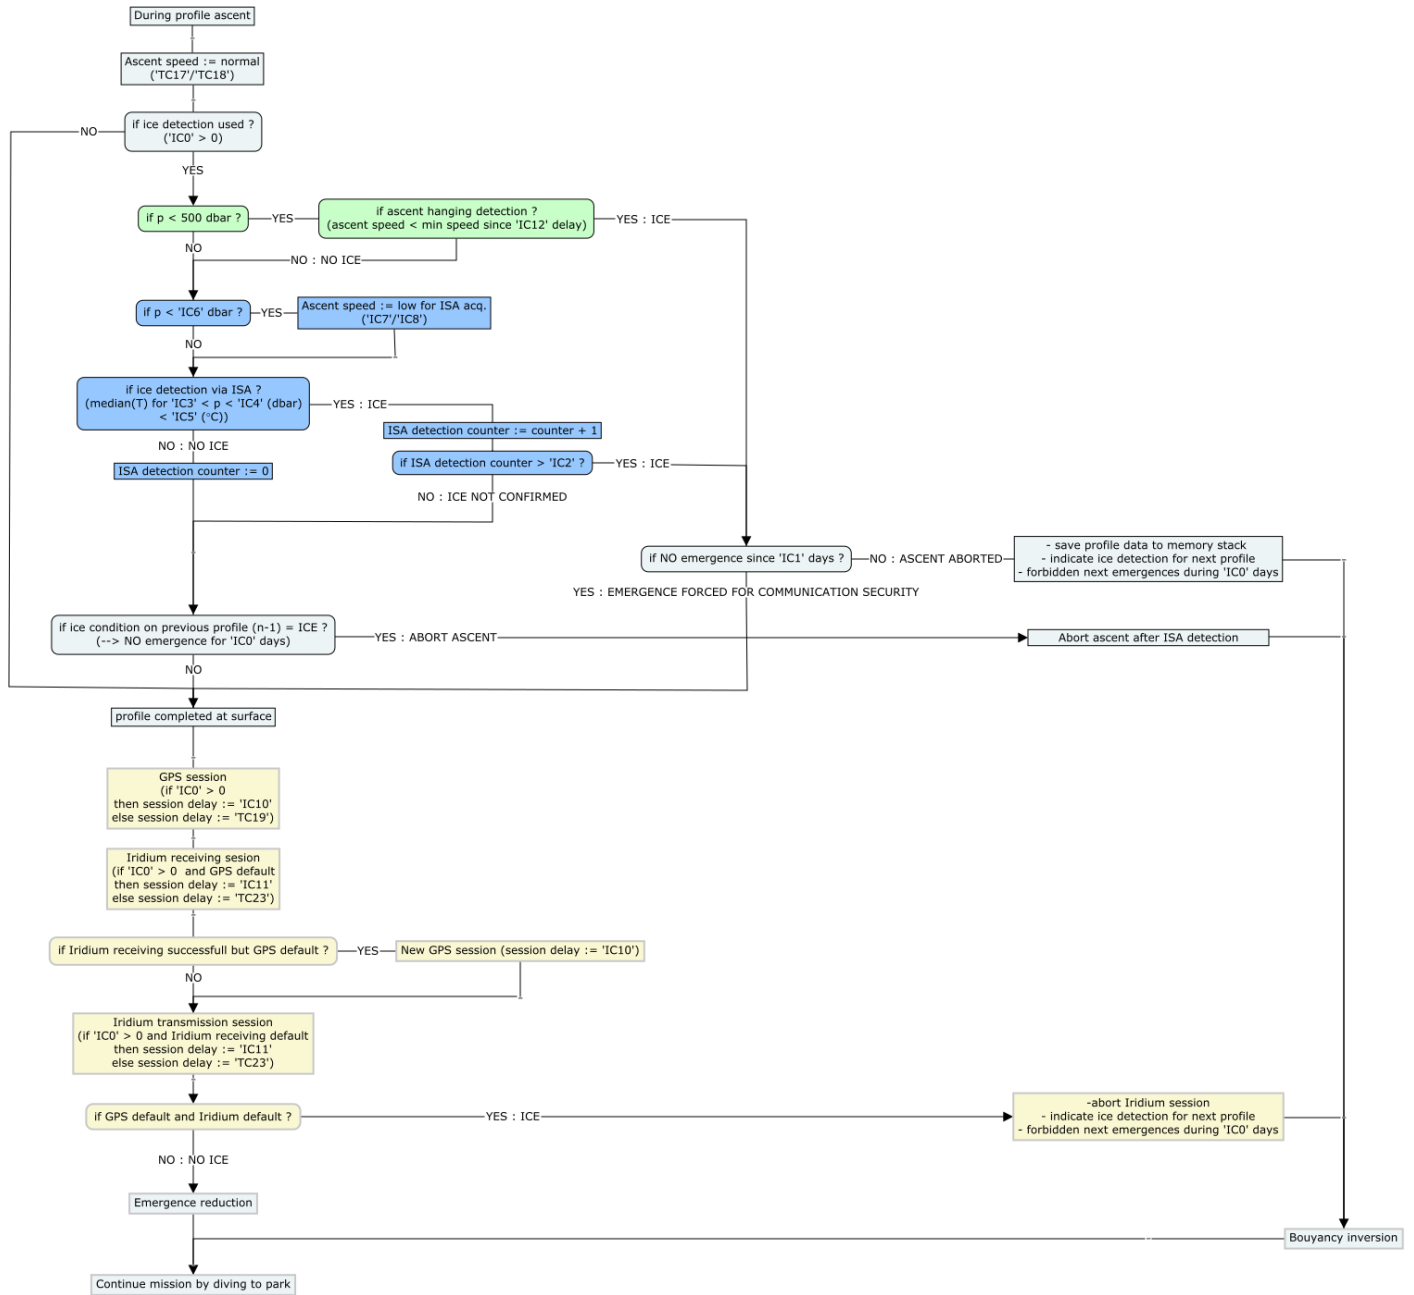 During profile ascent
Ascent speed := normal
('TC17'/'TC18')
if ice detection used ?
('IC0' > 0)
NO
YES
if p < 500 dbar ?
YES
if ascent hanging detection ?
(ascent speed < min speed since 'IC12' delay)
YES : ICE
NO
NO : NO ICE
if p < 'IC6' dbar ?
YES
Ascent speed := low for ISA acq.
('IC7'/'IC8')
NO
if ice detection via ISA ?
(median(T) for 'IC3' < p < 'IC4' (dbar)
< 'IC5' (°C))
YES : ICE
ISA detection counter := counter + 1
NO : NO ICE
ISA detection counter := 0
if ISA detection counter > 'IC2' ?
YES : ICE
NO : ICE NOT CONFIRMED
if NO emergence since 'IC1' days ?
NO : ASCENT ABORTED
- save profile data to memory stack
- indicate ice detection for next profile
- forbidden next emergences during 'IC0' days
YES : EMERGENCE FORCED FOR COMMUNICATION SECURITY
if ice condition on previous profile (n-1) = ICE ?
(--> NO emergence for 'IC0' days)
YES : ABORT ASCENT
Abort ascent after ISA detection
NO
profile completed at surface
GPS session
(if 'IC0' > 0
then session delay := 'IC10'
else session delay := 'TC19')
Iridium receiving sesion
(if 'IC0' > 0 and GPS default
then session delay := 'IC11'
else session delay := 'TC23')
if Iridium receiving successfull but GPS default ?
YES
New GPS session (session delay := 'IC10')
NO
Iridium transmission session
(if 'IC0' > 0 and Iridium receiving default
then session delay := 'IC11'
else session delay := 'TC23')
if GPS default and Iridium default ?
YES : ICE
-abort Iridium session
- indicate ice detection for next profile
- forbidden next emergences during 'IC0' days
NO : NO ICE
Emergence reduction
Bouyancy inversion
Continue mission by diving to park